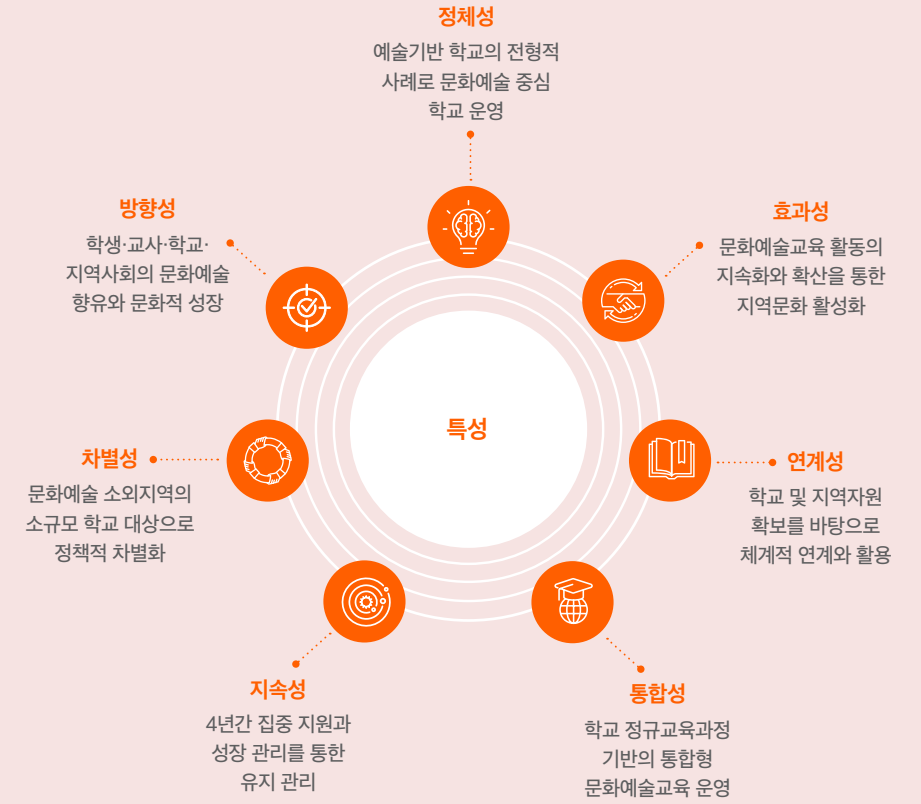 정체성
예술기반 학교의 전형적
사례로 문화예술 중심
학교 운영
방향성
학생·교사·학교·
지역사회의 문화예술
향유와 문화적 성장
효과성
문화예술교육 활동의
지속화와 확산을 통한
지역문화 활성화
특성
차별성
문화예술 소외지역의
소규모 학교 대상으로
정책적 차별화
연계성
학교 및 지역자원
확보를 바탕으로
체계적 연계와 활용
지속성
4년간 집중 지원과
성장 관리를 통한
유지 관리
통합성
학교 정규교육과정
기반의 통합형
문화예술교육 운영